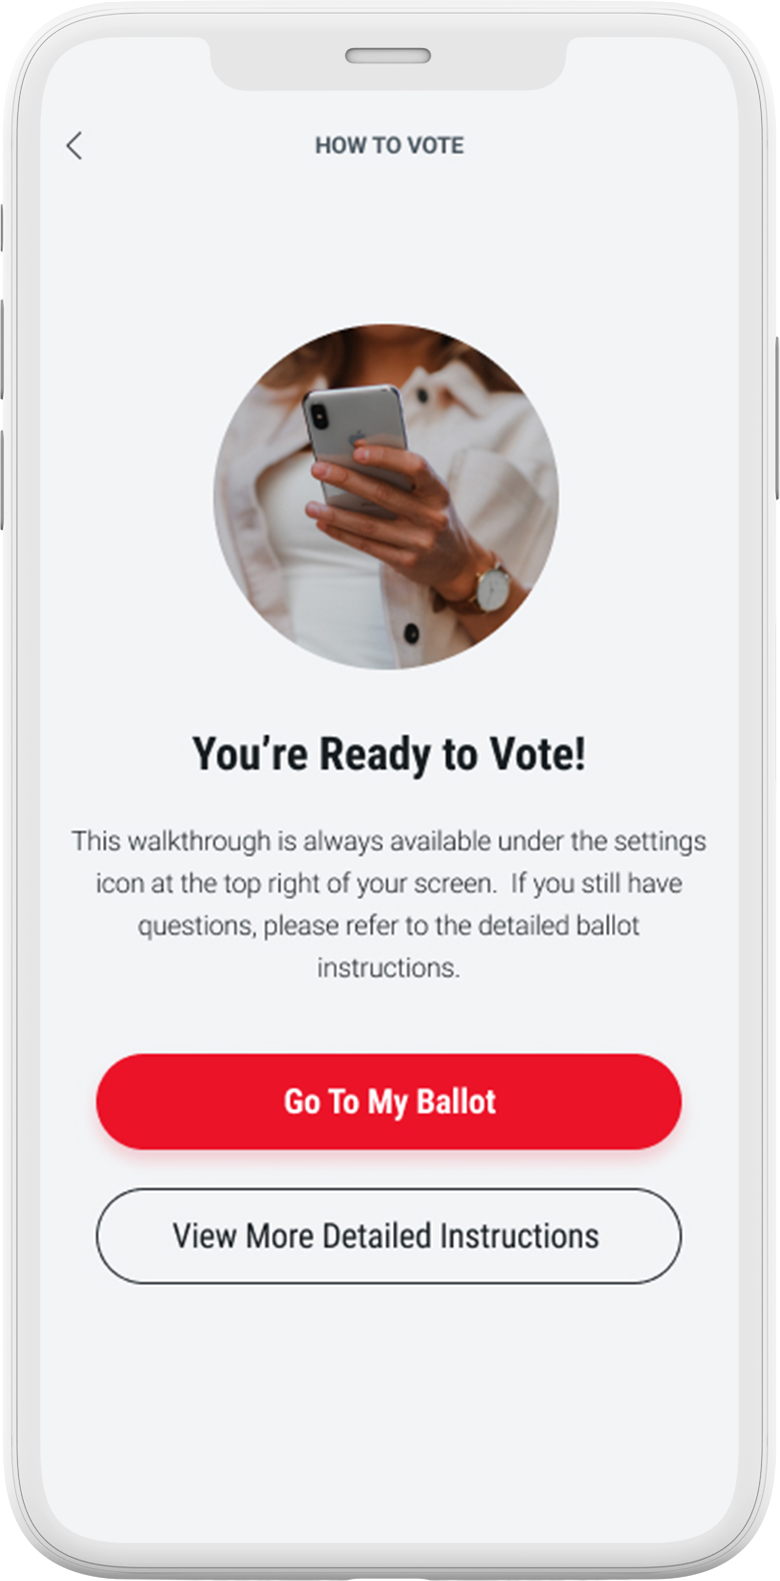 HOW TO VOTE
You’re Ready to Vote!
This walkthrough is always available under the settings
icon at the top right of your screen.  If you still have
questions, please refer to the detailed ballot
instructions.
Go To My Ballot
View More Detailed Instructions